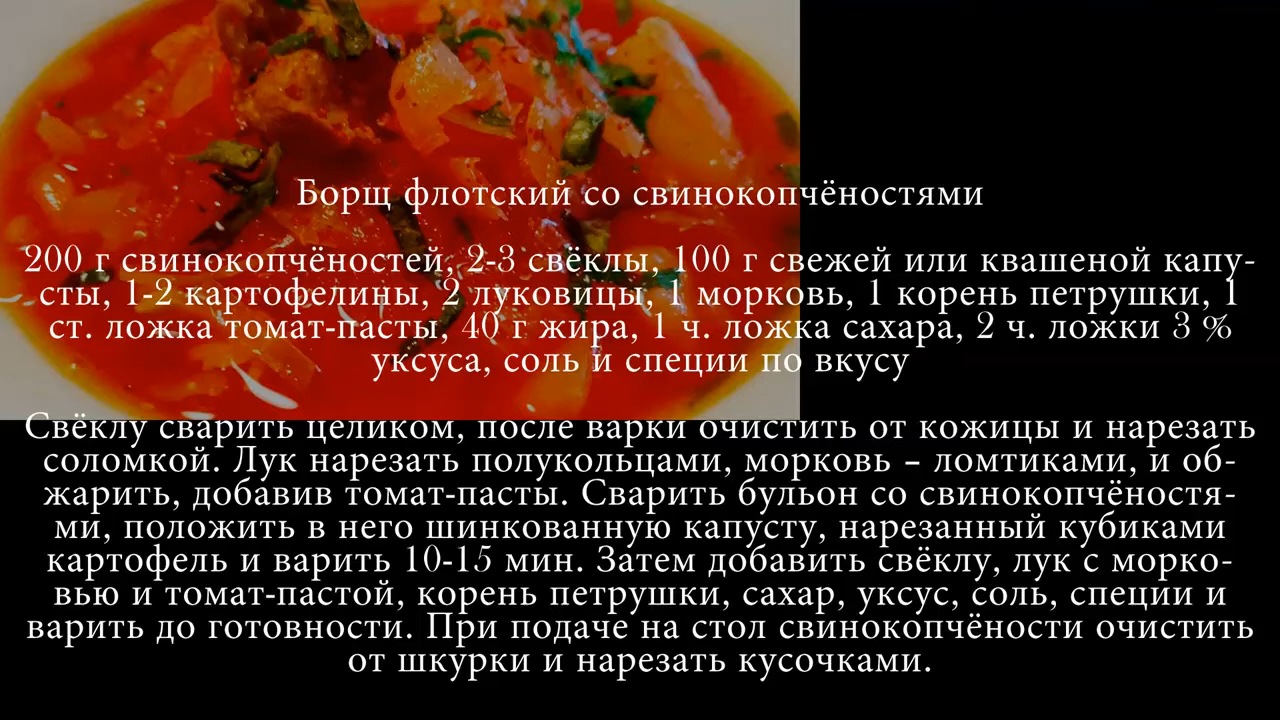 Борщ флотский со свинокопчёностями
200 г свинокопчёностей, 2-3 свёклы, 100 г свежей или квашеной капу-
сты, 1-2 картофелины, 2 луковицы, 1 морковь, 1 корень петрушки, 1
ст. ложка томат-пасты, 40 г жира, 1 ч. ложка сахара, 2 ч. ложки 3 %
уксуса, соль и специи по вкусу
Свёклу сварить целиком, после варки очистить от кожицы и нарезать
соломкой. Лук нарезать полукольцами, морковь – ломтиками, и об-
жарить, добавив томат-пасты. Сварить бульон со свинокопчёностя-
ми, положить в него шинкованную капусту, нарезанный кубиками
картофель и варить 10-15 мин. Затем добавить свёклу, лук с морко-
вью и томат-пастой, корень петрушки, сахар, уксус, соль, специи и
варить до готовности. При подаче на стол свинокопчёности очистить
от шкурки и нарезать кусочками.